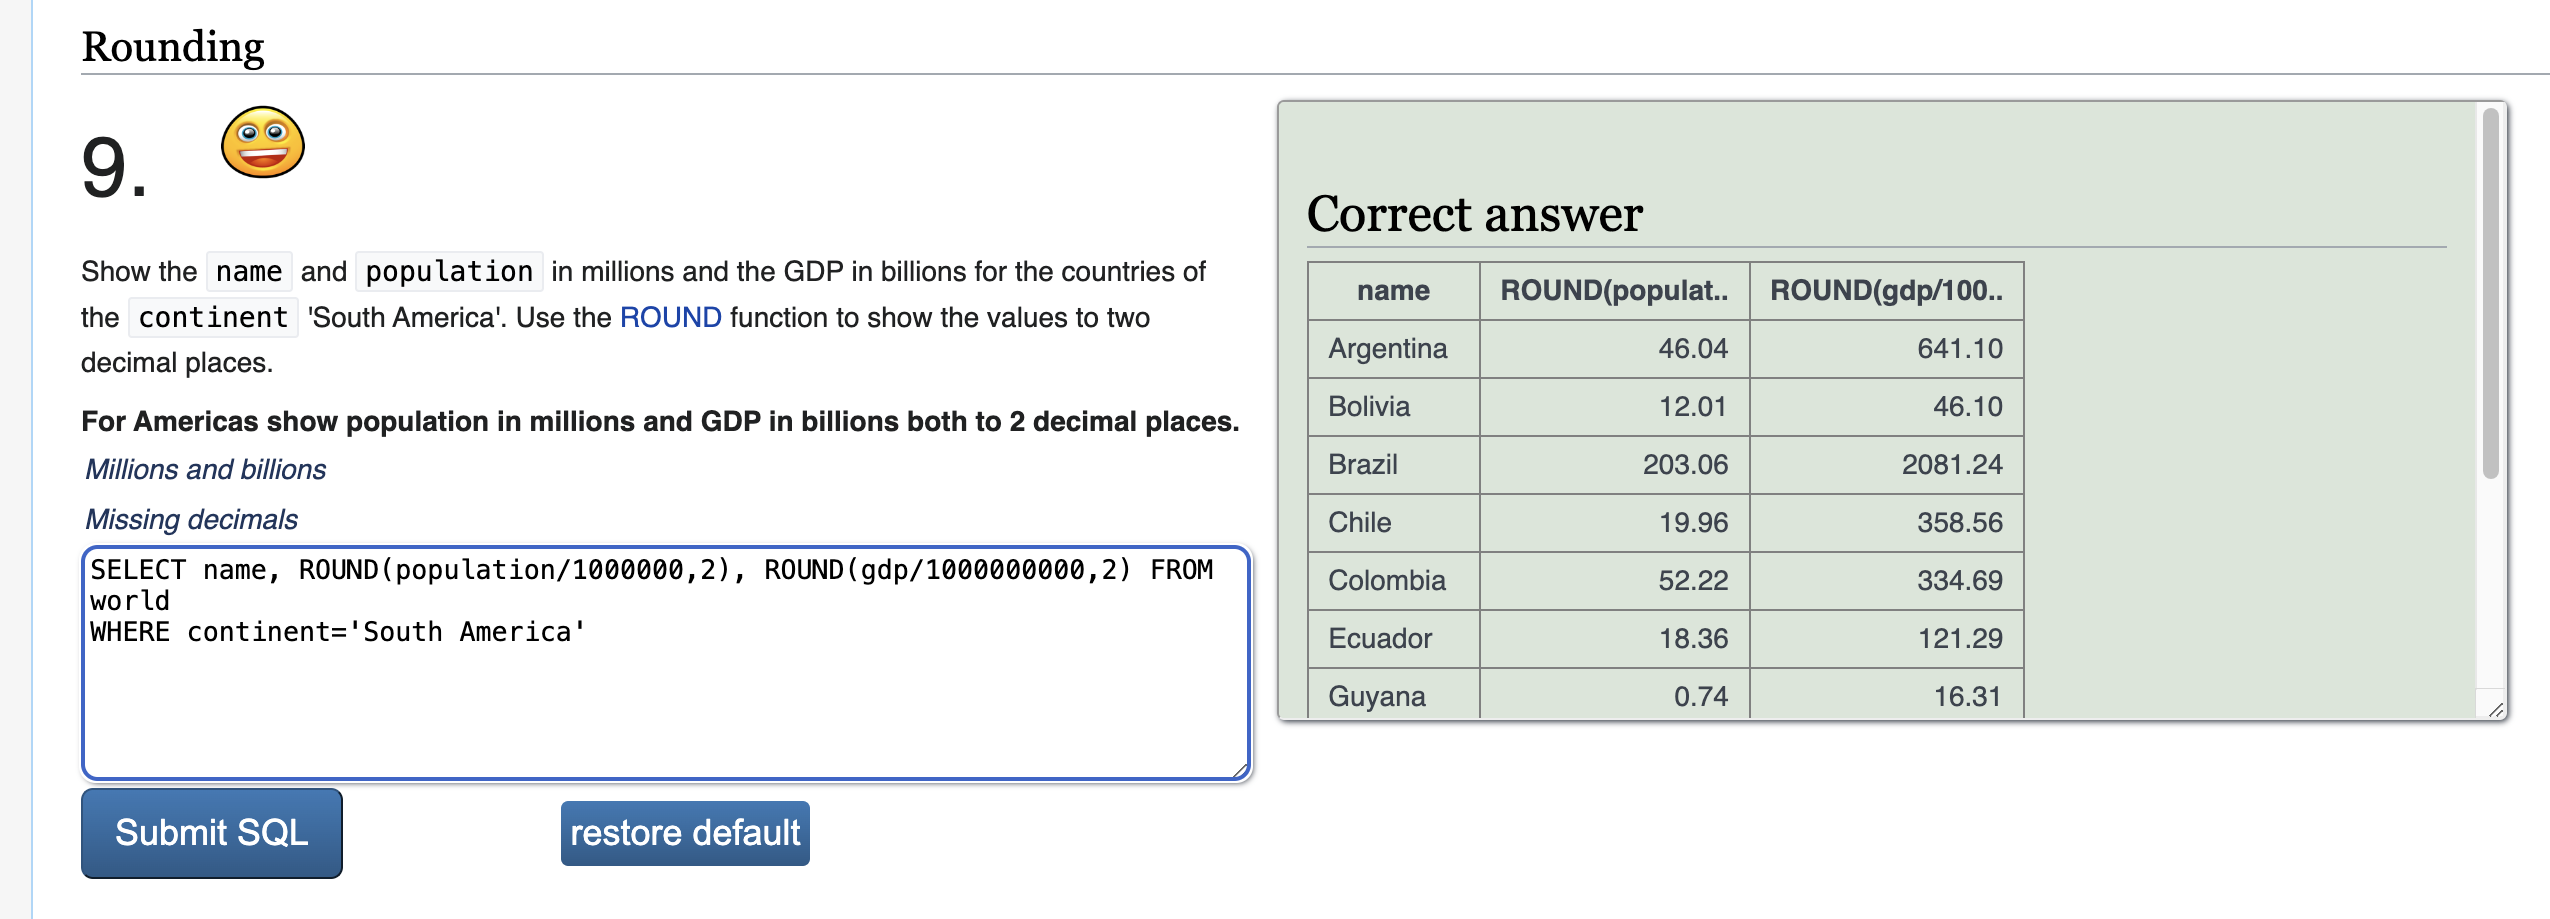 Rounding
9.
Show the name and population in millions and the GDP in billions for the countries of
the continent 'South America'. Use the ROUND function to show the values to two
decimal places.
For Americas show population in millions and GDP in billions both to 2 decimal places.
Millions and billions
Missing decimals
SELECT name, ROUND(population/1000000,2), ROUND(gdp/1000000000,2) FROM
world
WHERE continent='South America'
Submit SQL restore default
Correct answer
name ROUND(populat.. ROUND(gdp/100..
Argentina 46.04 641.10
Bolivia 12.01 46.10
Brazil 203.06 2081.24
Chile 19.96 358.56
Colombia 52.22 334.69
Ecuador 18.36 121.29
Guyana 0.74 16.31